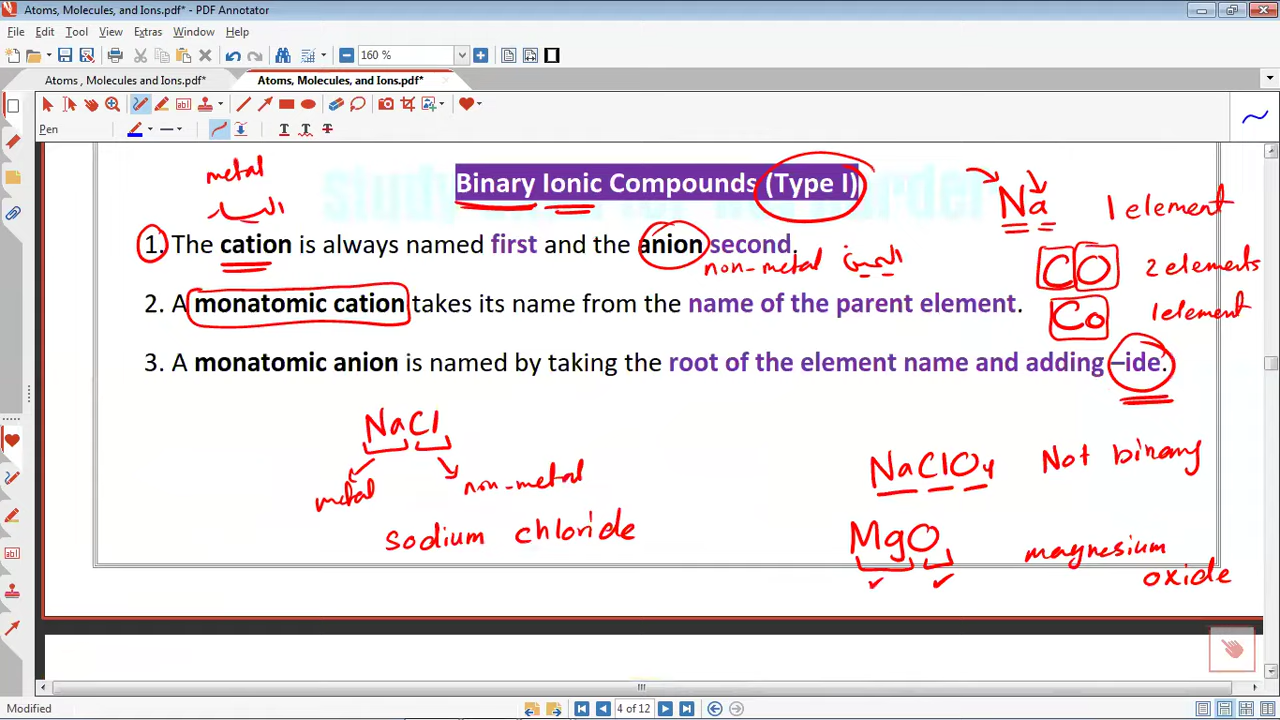 Atoms, Molecules, and Ions.pdf* - PDF Annotator
File Edit Tool View Extras Window Help
160 %
Atoms , Molecules and Ions.pdf* Atoms, Molecules, and Ions.pdf*
Pen
metal
Binary Ionic Compounds (Type I)
Na 1 element
السالب
1. The cation is always named first and the anion second.
non-metal
CO 2 elements
2. A monatomic cation takes its name from the name of the parent element.
Co 1 element
3. A monatomic anion is named by taking the root of the element name and adding –ide.
NaCl
metal non-metal
sodium chloride
NaClO4 Not binary
MgO magnesium
oxide
4 of 12
Modified